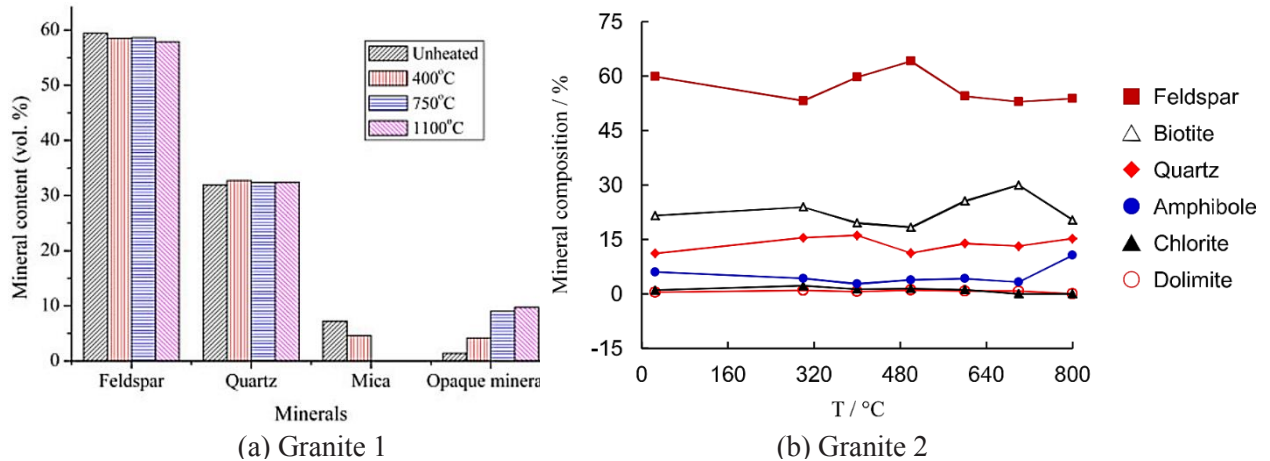 Mineral content (vol. %)
60
50
40
30
20
10
0
Unheated
400°C
750°C
1100°C
Feldspar
Quartz
Mica
Opaque minera
Minerals
(a) Granite 1
Mineral composition / %
75
60
45
30
15
0
-15
0
160
320
480
640
800
T / °C
Feldspar
Biotite
Quartz
Amphibole
Chlorite
Dolimite
(b) Granite 2